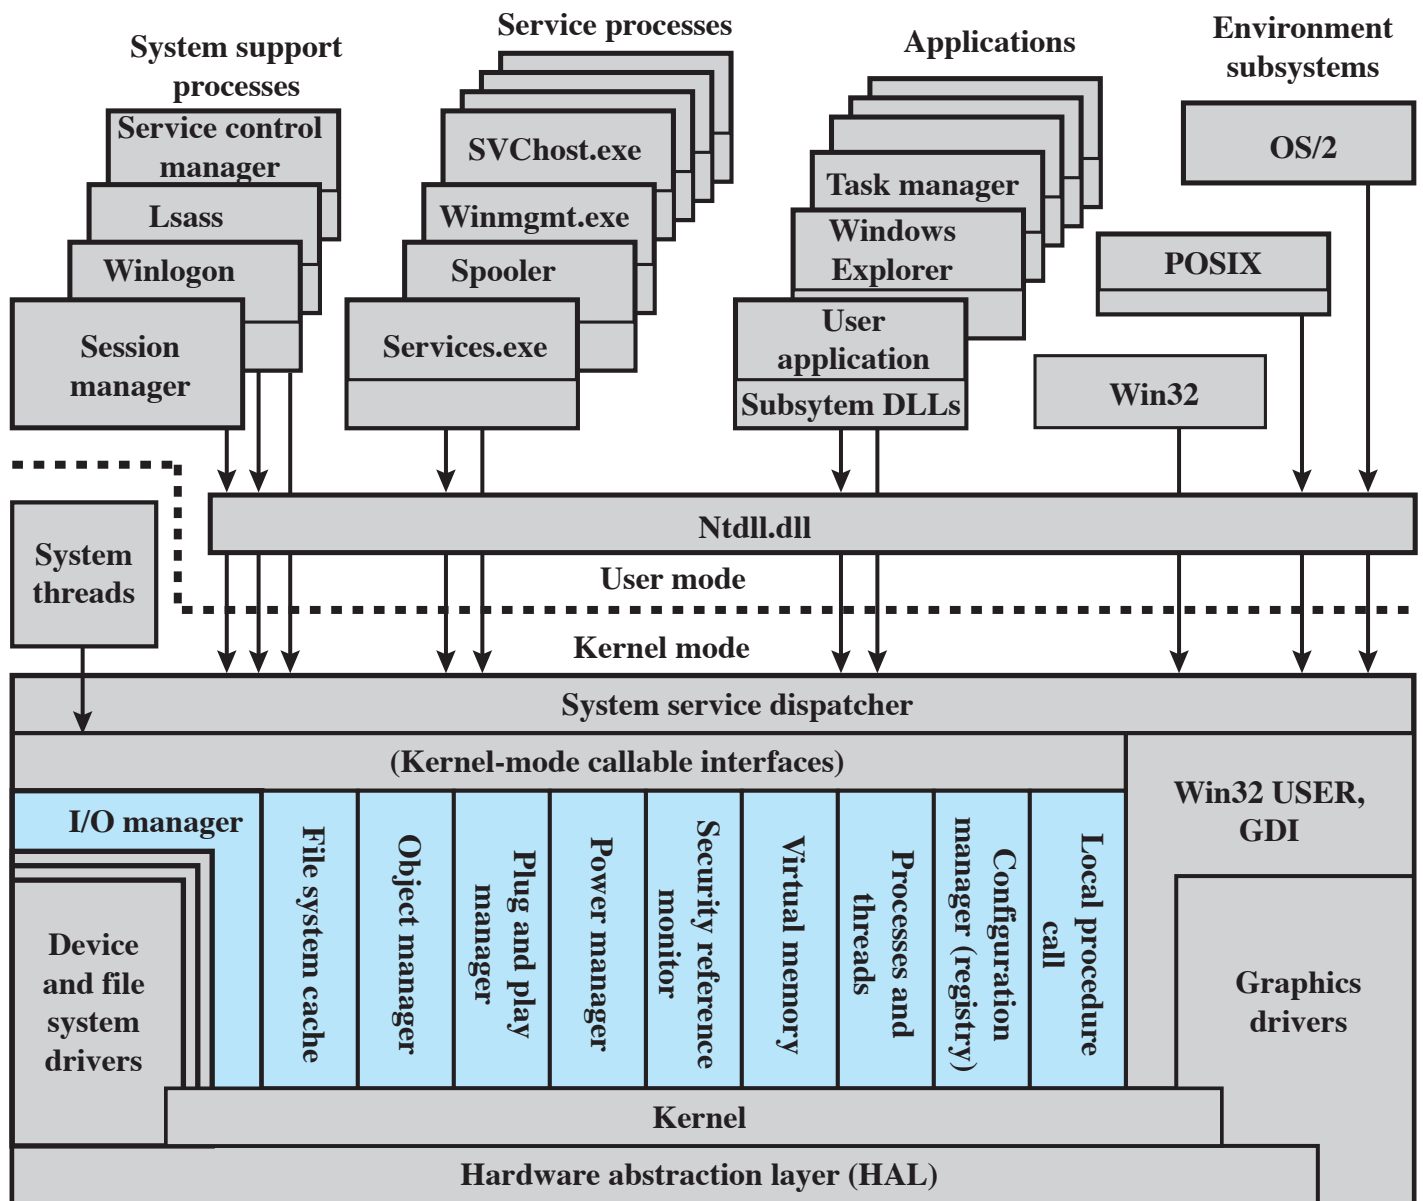 System support
processes
Service processes
Applications
Environment
subsystems
Service control
manager
Lsass
Winlogon
Session
manager
SVChost.exe
Winmgmt.exe
Spooler
Services.exe
Task manager
Windows
Explorer
User
application
Subsytem DLLs
OS/2
POSIX
Win32
System
threads
Ntdll.dll
User mode
Kernel mode
System service dispatcher
(Kernel-mode callable interfaces)
Win32 USER,
GDI
I/O manager
Device
and file
system
drivers
File system cache
Object manager
Plug and play
manager
Power manager
Security reference
monitor
Virtual memory
Processes and
threads
Configuration
manager (registry)
Local procedure
call
Graphics
drivers
Kernel
Hardware abstraction layer (HAL)